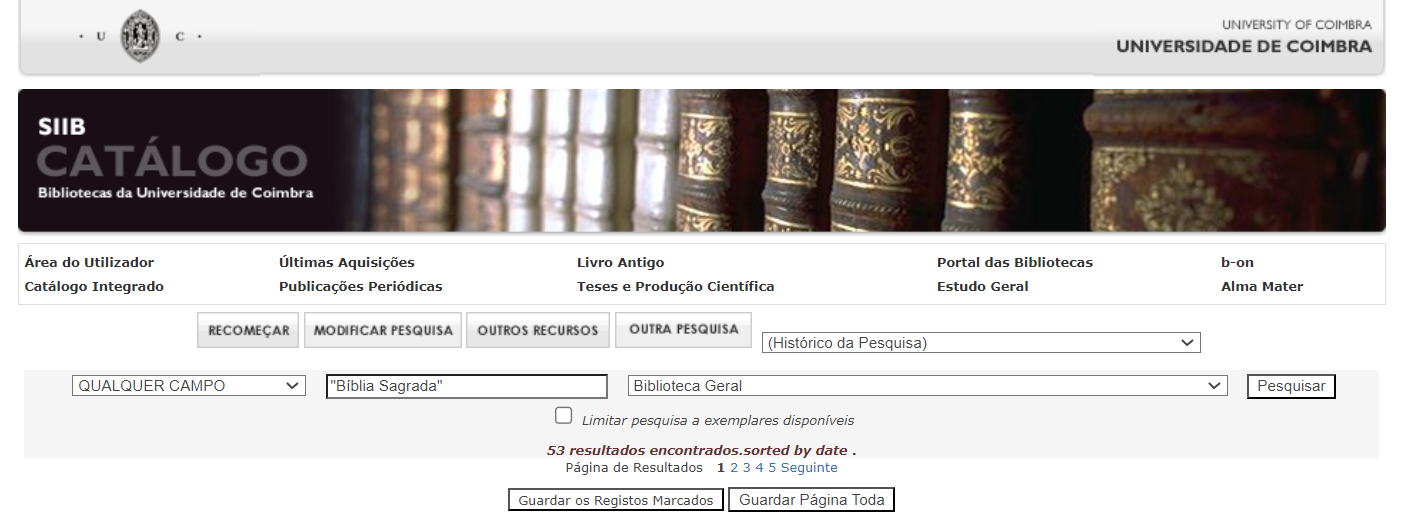 · U C ·
UNIVERSITY OF COIMBRA
UNIVERSIDADE DE COIMBRA
SIIB
CATÁLOGO
Bibliotecas da Universidade de Coimbra
Área do Utilizador Últimas Aquisições Livro Antigo Portal das Bibliotecas b-on
Catálogo Integrado Publicações Periódicas Teses e Produção Científica Estudo Geral Alma Mater
RECOMEÇAR MODIFICAR PESQUISA OUTROS RECURSOS OUTRA PESQUISA (Histórico da Pesquisa)
QUALQUER CAMPO "Bíblia Sagrada" Biblioteca Geral Pesquisar
Limitar pesquisa a exemplares disponíveis
53 resultados encontrados.sorted by date .
Página de Resultados 1 2 3 4 5 Seguinte
Guardar os Registos Marcados Guardar Página Toda